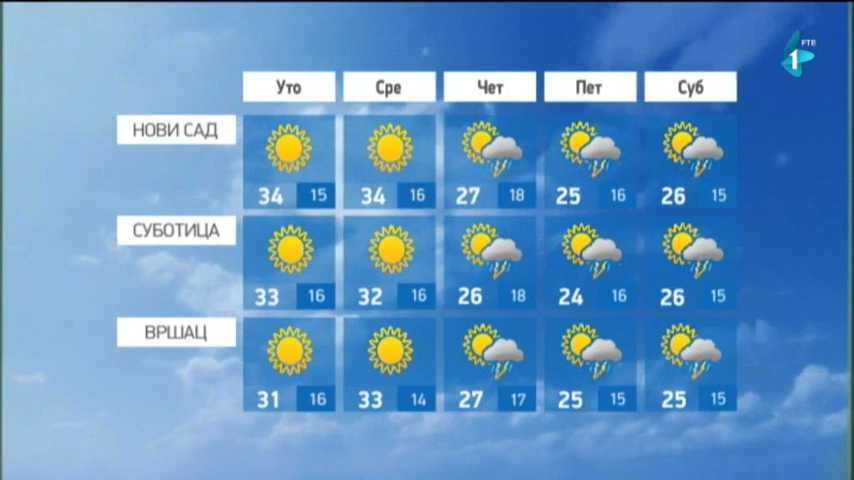 РТВ
1
Уто Сре Чет Пет Суб
НОВИ САД
34 15 34 16 27 18 25 16 26 15
СУБОТИЦА
33 16 32 16 26 18 24 16 26 15
ВРШАЦ
31 16 33 14 27 17 25 15 25 15